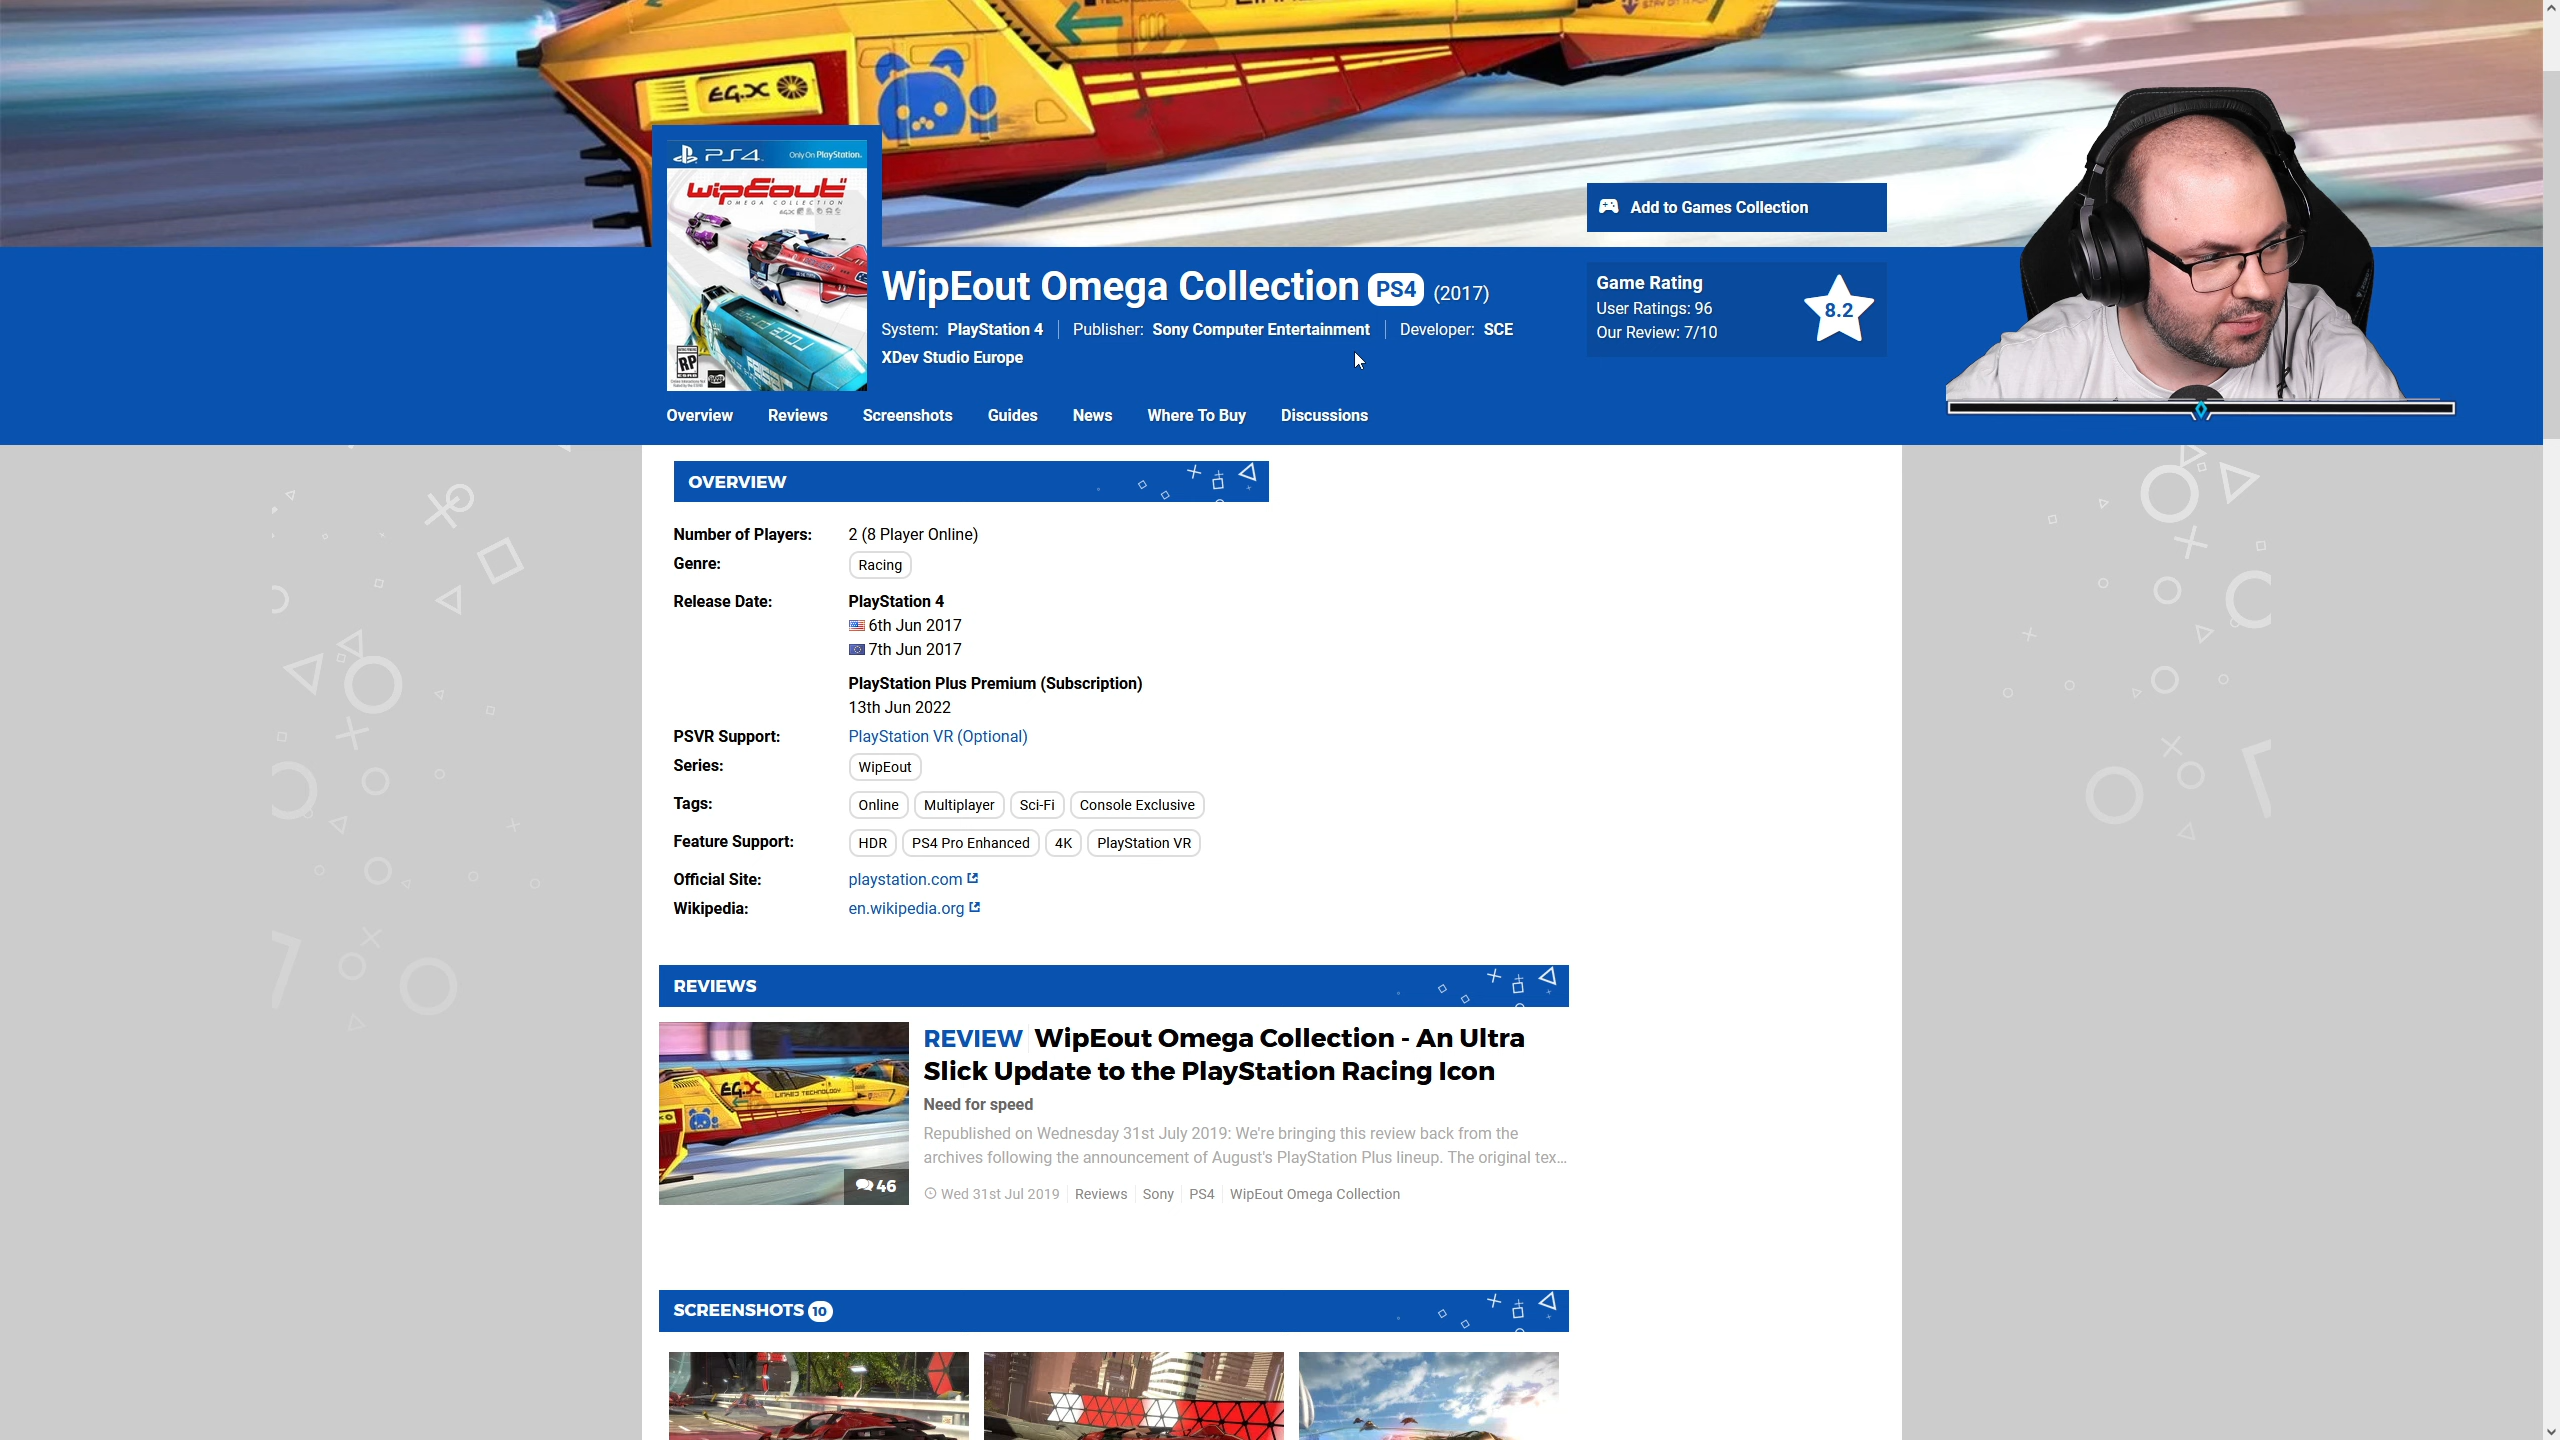 EG.X
PS4
Only On PlayStation.
wipEout
OMEGA COLLECTION
RP
Add to Games Collection
WipEout Omega Collection PS4 (2017)
System: PlayStation 4 Publisher: Sony Computer Entertainment Developer: SCE
XDev Studio Europe
Game Rating
User Ratings: 96
Our Review: 7/10
8.2
Overview Reviews Screenshots Guides News Where To Buy Discussions
OVERVIEW
Number of Players: 2 (8 Player Online)
Genre: Racing
Release Date: PlayStation 4
6th Jun 2017
7th Jun 2017
PlayStation Plus Premium (Subscription)
13th Jun 2022
PSVR Support: PlayStation VR (Optional)
Series: WipEout
Tags: Online Multiplayer Sci-Fi Console Exclusive
Feature Support: HDR PS4 Pro Enhanced 4K PlayStation VR
Official Site: playstation.com
Wikipedia: en.wikipedia.org
REVIEWS
EG.X
LINKED TECHNOLOGY
46
REVIEW WipEout Omega Collection - An Ultra
Slick Update to the PlayStation Racing Icon
Need for speed
Republished on Wednesday 31st July 2019: We're bringing this review back from the
archives following the announcement of August's PlayStation Plus lineup. The original tex...
Wed 31st Jul 2019 Reviews Sony PS4 WipEout Omega Collection
SCREENSHOTS 10